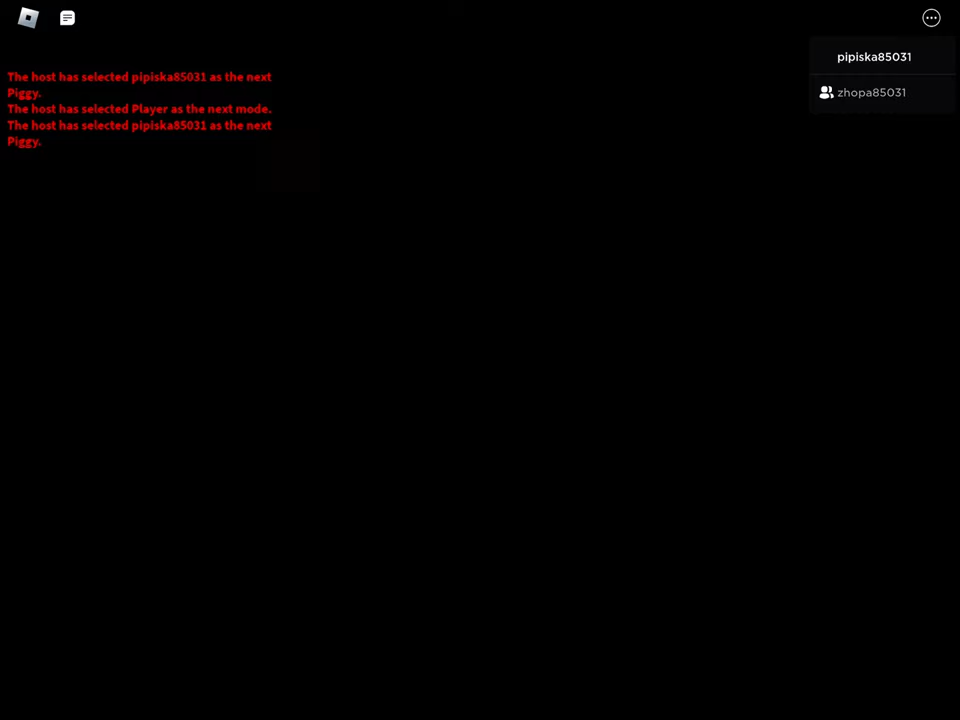 pipiska85031
The host has selected pipiska85031 as the next
Piggy.
zhopa85031
The host has selected Player as the next mode.
The host has selected pipiska85031 as the next
Piggy.